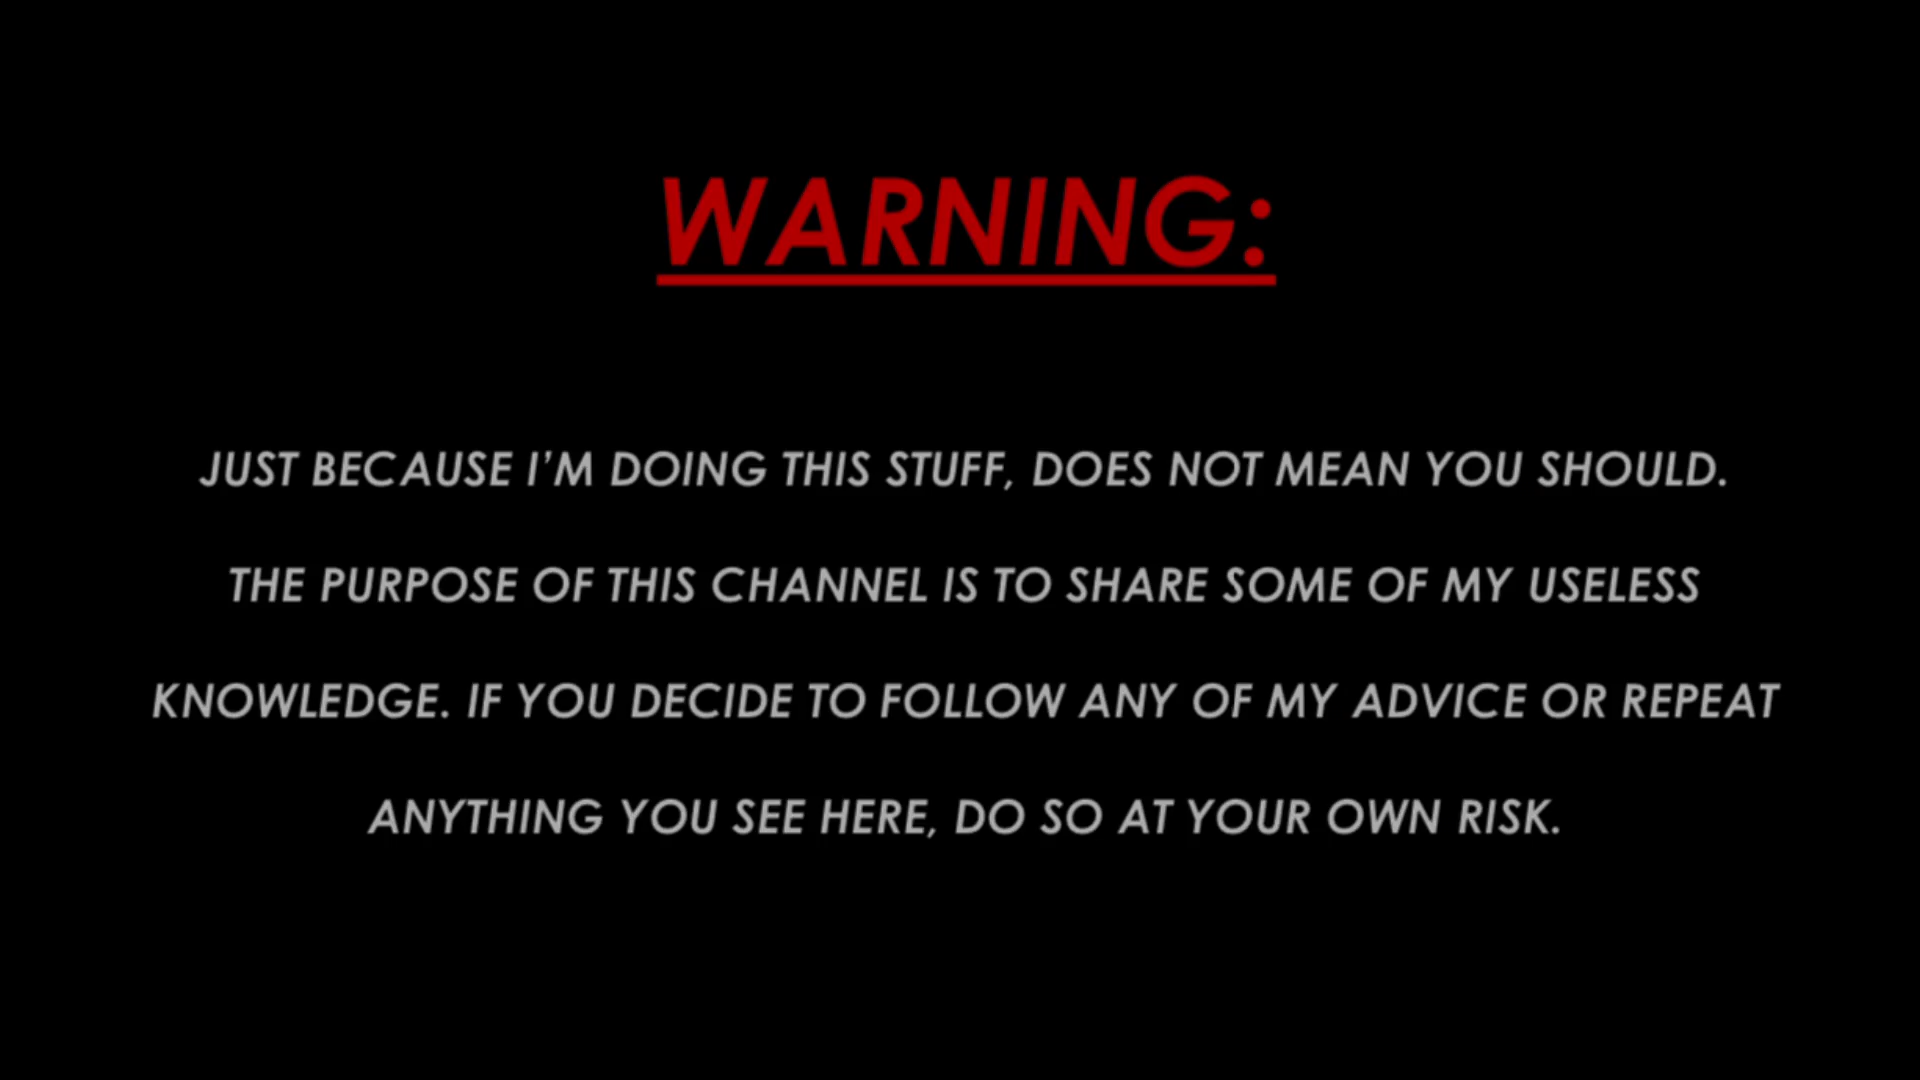 WARNING:
JUST BECAUSE I’M DOING THIS STUFF, DOES NOT MEAN YOU SHOULD.
THE PURPOSE OF THIS CHANNEL IS TO SHARE SOME OF MY USELESS
KNOWLEDGE. IF YOU DECIDE TO FOLLOW ANY OF MY ADVICE OR REPEAT
ANYTHING YOU SEE HERE, DO SO AT YOUR OWN RISK.